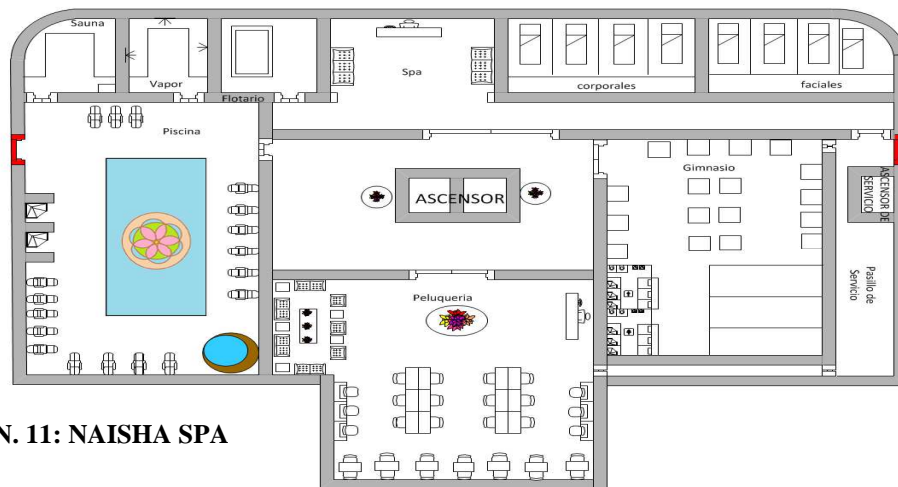 Sauna
Vapor
Flotario
Spa
corporales
faciales
Piscina
ASCENSOR
Gimnasio
ASCENSOR DE
SERVICIO
Pasillo de
Servicio
Peluqueria
N. 11: NAISHA SPA